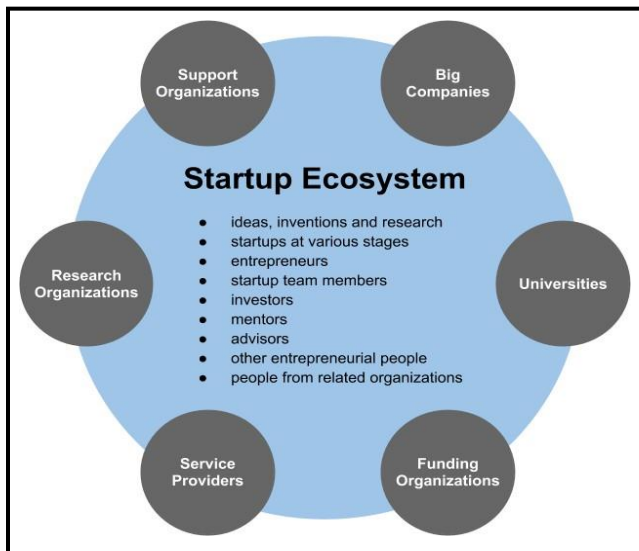 Support
Organizations
Big
Companies
Startup Ecosystem
● ideas, inventions and research
● startups at various stages
● entrepreneurs
● startup team members
● investors
● mentors
● advisors
● other entrepreneurial people
● people from related organizations
Research
Organizations
Universities
Service
Providers
Funding
Organizations